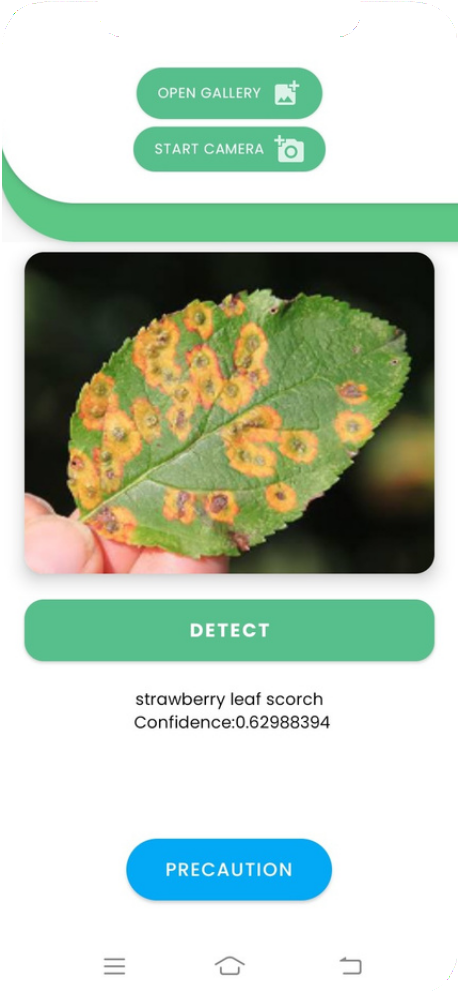 OPEN GALLERY
START CAMERA
DETECT
strawberry leaf scorch
Confidence:0.62988394
PRECAUTION